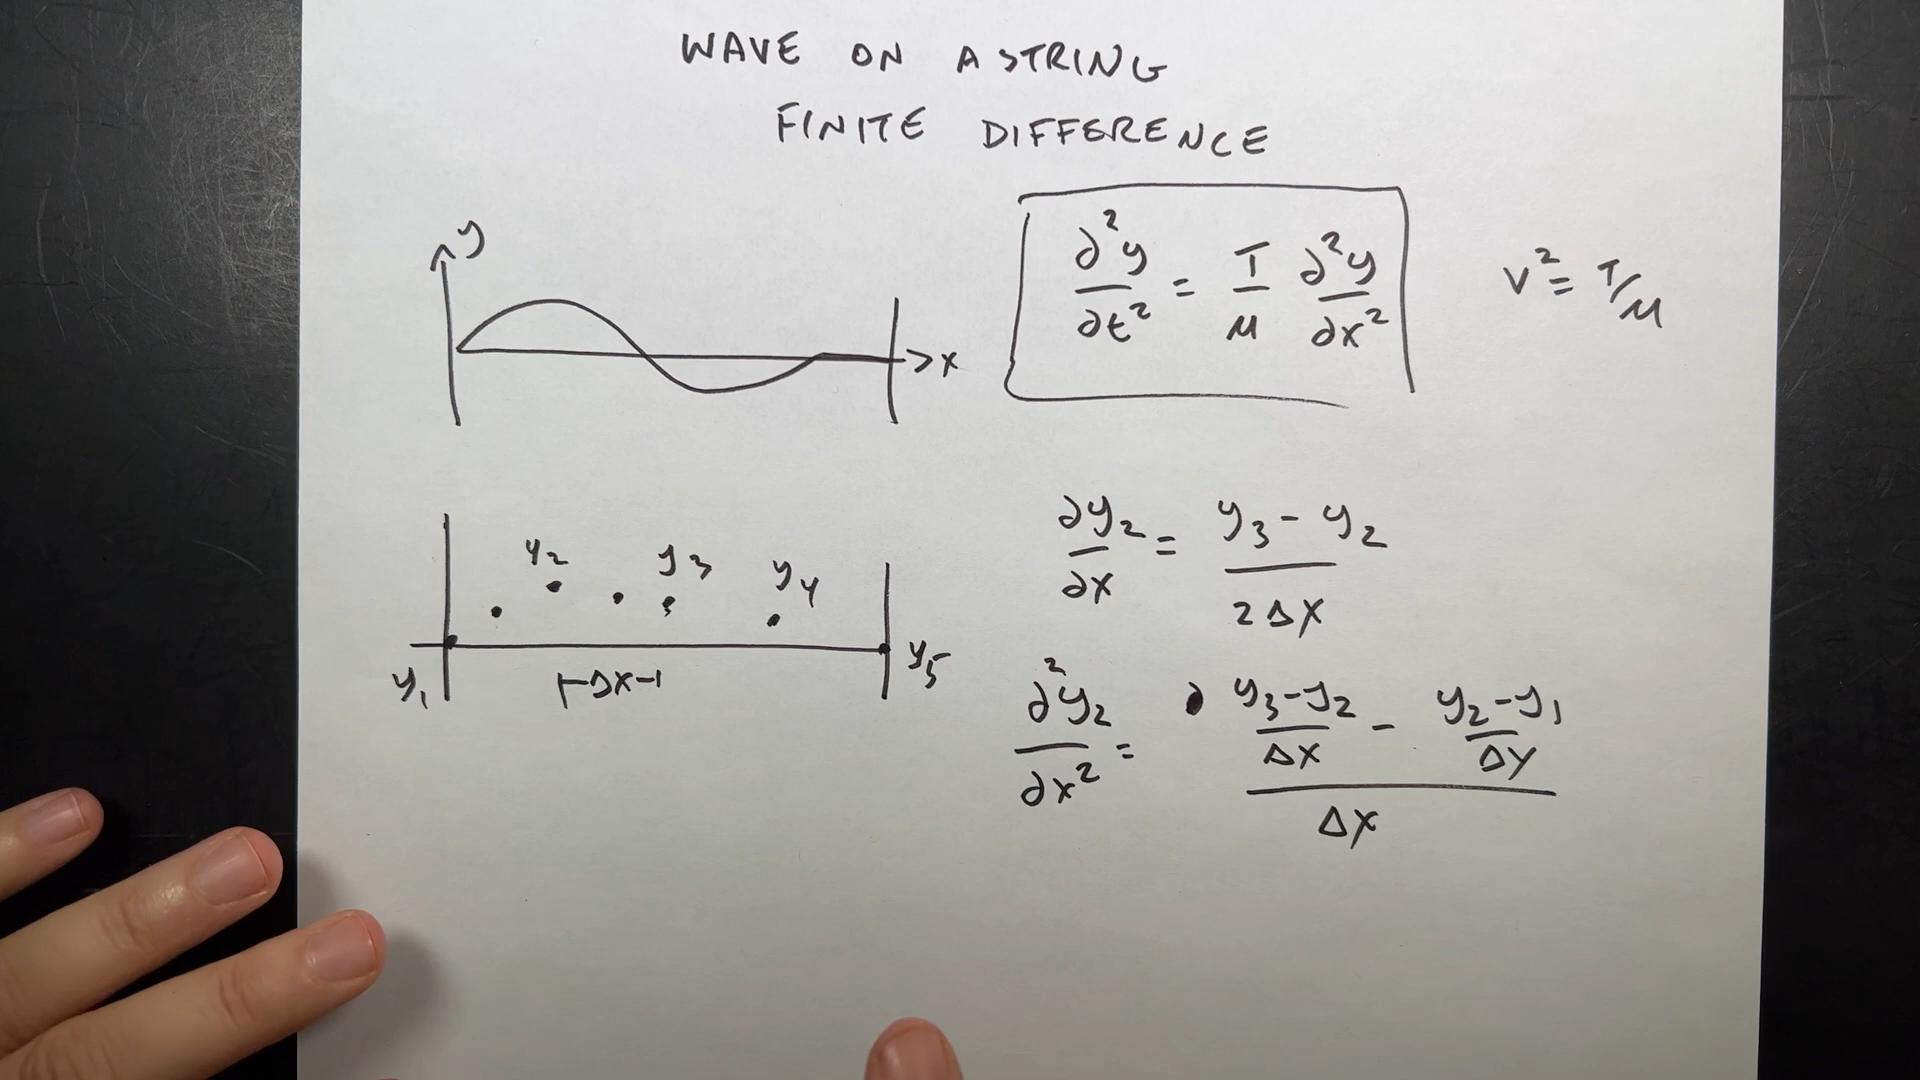 WAVE ON A STRING
FINITE DIFFERENCE
y
x
∂²y/∂t² = T/μ ∂²y/∂x²
v² = T/μ
y₂ y₃ y₄
y₁ ⊢Δx⊣ y₅
∂y₂/∂x = (y₃ - y₂)/(2Δx)
∂²y₂/∂x² = ((y₃-y₂)/Δx - (y₂-y₁)/Δy)/Δx